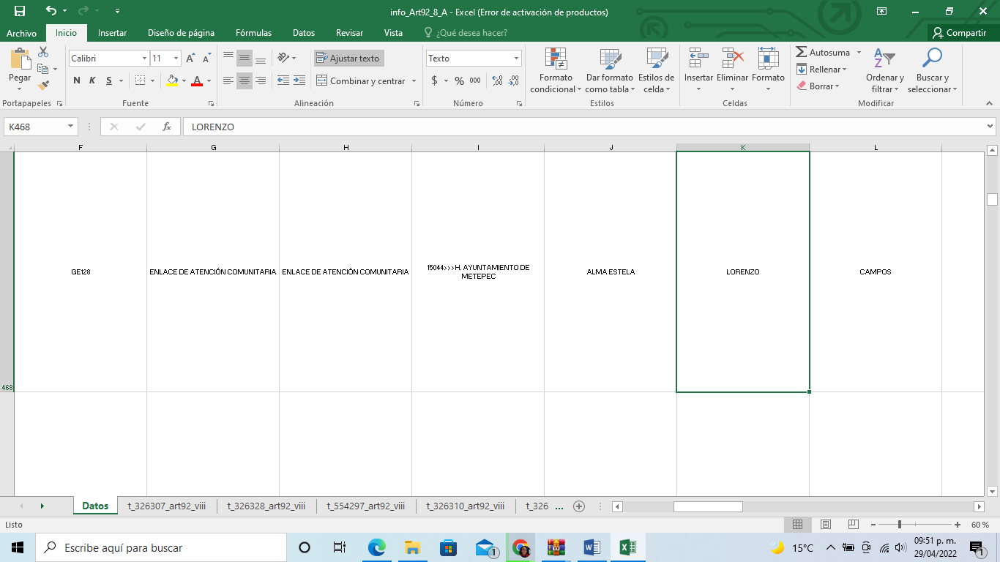 info_Art92_8_A - Excel (Error de activación de productos)
Archivo Inicio Insertar Diseño de página Fórmulas Datos Revisar Vista ¿Qué desea hacer? Compartir
Pegar
Calibri 11
N K S
Ajustar texto
Combinar y centrar
Texto
$ % 000
Formato condicional
Dar formato como tabla
Estilos de celda
Insertar Eliminar Formato
Autosuma
Rellenar
Borrar
Ordenar y filtrar
Buscar y seleccionar
Portapapeles Fuente Alineación Número Estilos Celdas Modificar
K468 fx LORENZO
F G H I J K L
468 GE128 ENLACE DE ATENCIÓN COMUNITARIA ENLACE DE ATENCIÓN COMUNITARIA 15044>>>H. AYUNTAMIENTO DE METEPEC ALMA ESTELA LORENZO CAMPOS
Datos t_326307_art92_viii t_326328_art92_viii t_554297_art92_viii t_326310_art92_viii t_326 ...
Listo 60 %
Escribe aquí para buscar 1 15°C 09:51 p. m. 1
29/04/2022